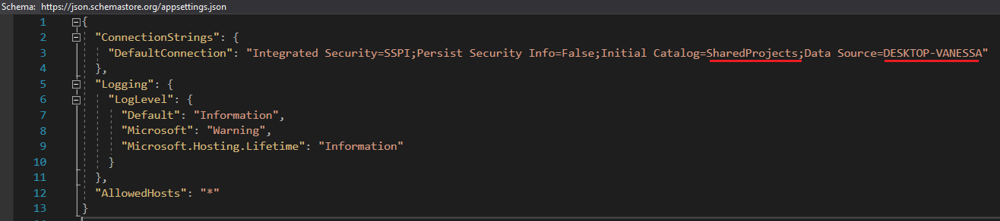 Schema: https://json.schemastore.org/appsettings.json
1 {
2 "ConnectionStrings": {
3 "DefaultConnection": "Integrated Security=SSPI;Persist Security Info=False;Initial Catalog=SharedProjects;Data Source=DESKTOP-VANESSA"
4 },
5 "Logging": {
6 "LogLevel": {
7 "Default": "Information",
8 "Microsoft": "Warning",
9 "Microsoft.Hosting.Lifetime": "Information"
10 }
11 },
12 "AllowedHosts": "*"
13 }